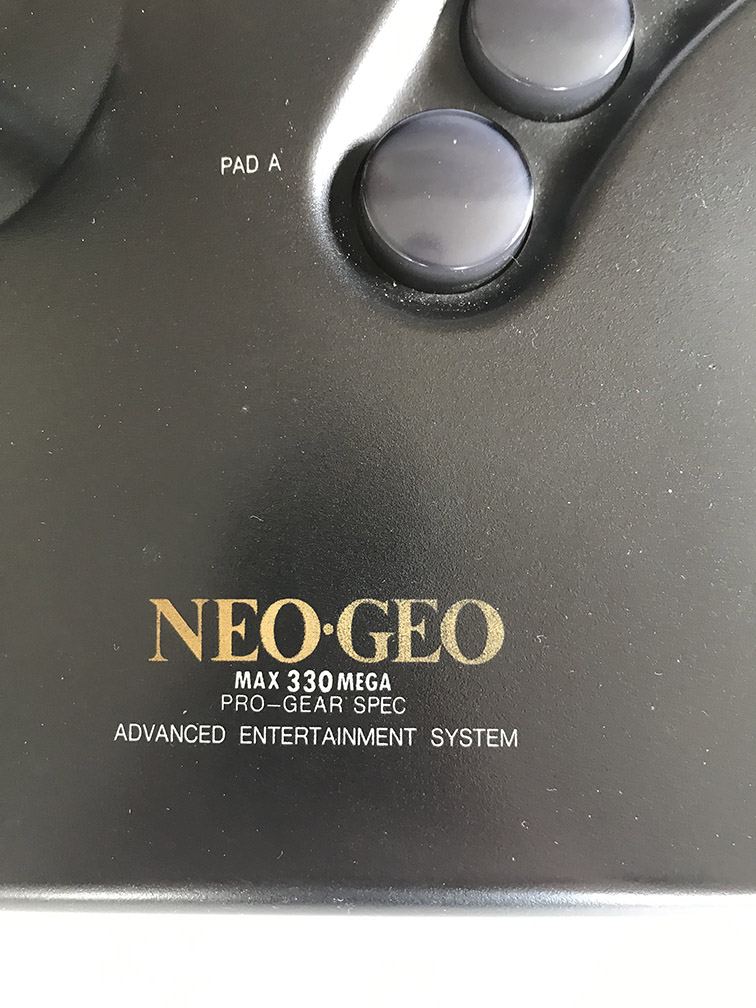 PAD A
NEO·GEO
MAX 330 MEGA
PRO-GEAR SPEC
ADVANCED ENTERTAINMENT SYSTEM